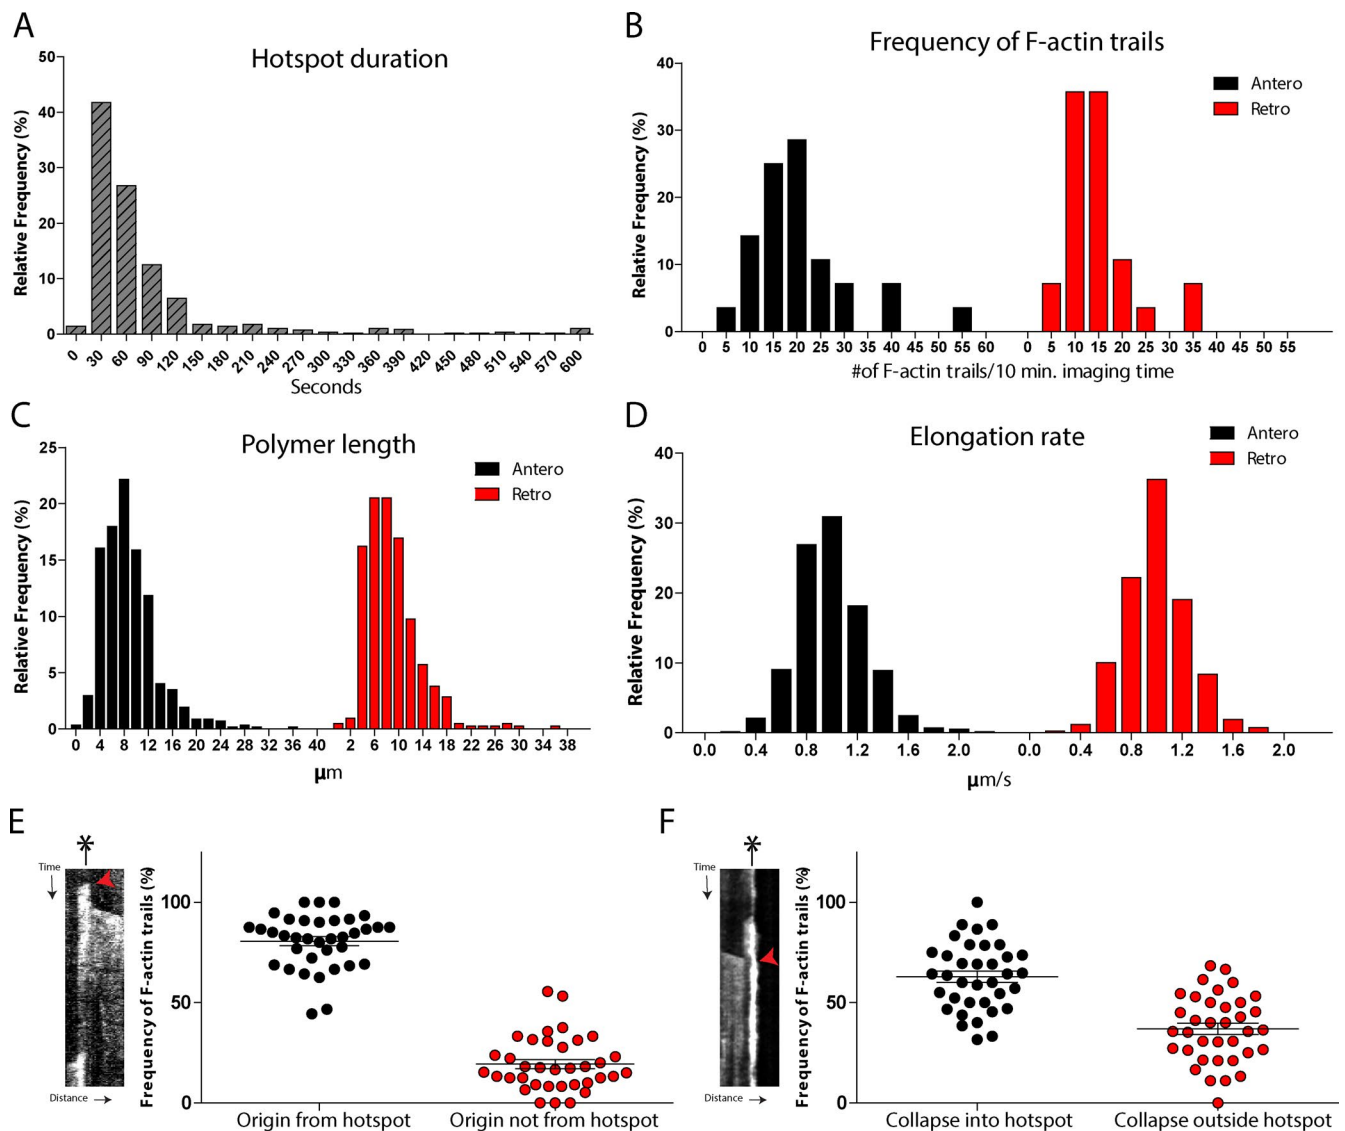 A
Hotspot duration
Relative Frequency (%)
50
40
30
20
10
0
0 30 60 90 120 150 180 210 240 270 300 330 360 390 420 450 480 510 540 570 600
Seconds
B
Frequency of F-actin trails
Antero
Retro
Relative Frequency (%)
40
30
20
10
0
0 5 10 15 20 25 30 35 40 45 50 55 60 0 5 10 15 20 25 35 40 45 50 55
#of F-actin trails/10 min. imaging time
C
Polymer length
Antero
Retro
Relative Frequency (%)
25
20
15
10
5
0
0 4 8 12 16 20 24 28 32 36 40 2 6 10 14 18 22 26 30 34 38
µm
D
Elongation rate
Antero
Retro
Relative Frequency (%)
40
30
20
10
0
0.0 0.4 0.8 1.2 1.6 2.0 0.0 0.4 0.8 1.2 1.6 2.0
µm/s
E
*
Time
Distance
Frequency of F-actin trails (%)
100
50
0
Origin from hotspot Origin not from hotspot
F
*
Time
Distance
Frequency of F-actin trails (%)
100
50
0
Collapse into hotspot Collapse outside hotspot